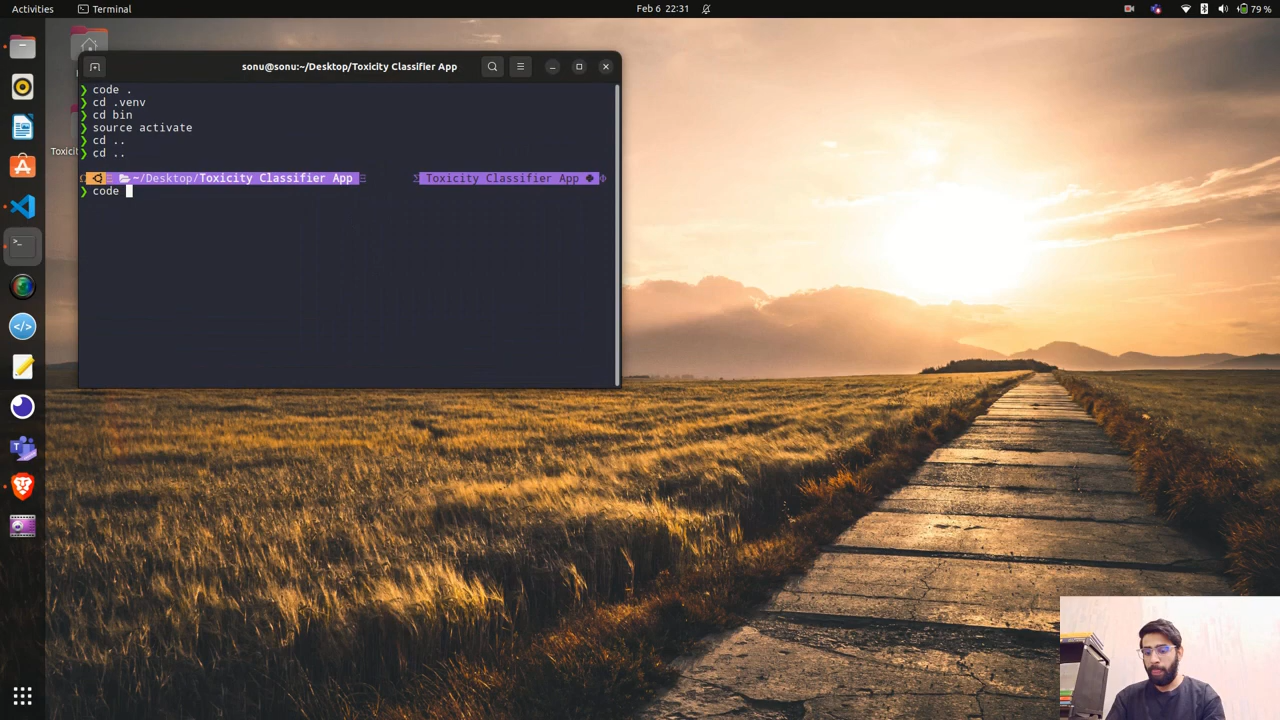 Activities
Terminal
Feb 6 22:31
79 %
sonu@sonu:~/Desktop/Toxicity Classifier App
❯ code .
❯ cd .venv
❯ cd bin
❯ source activate
❯ cd ..
❯ cd ..
~/Desktop/Toxicity Classifier App
Toxicity Classifier App
❯ code
Toxicit